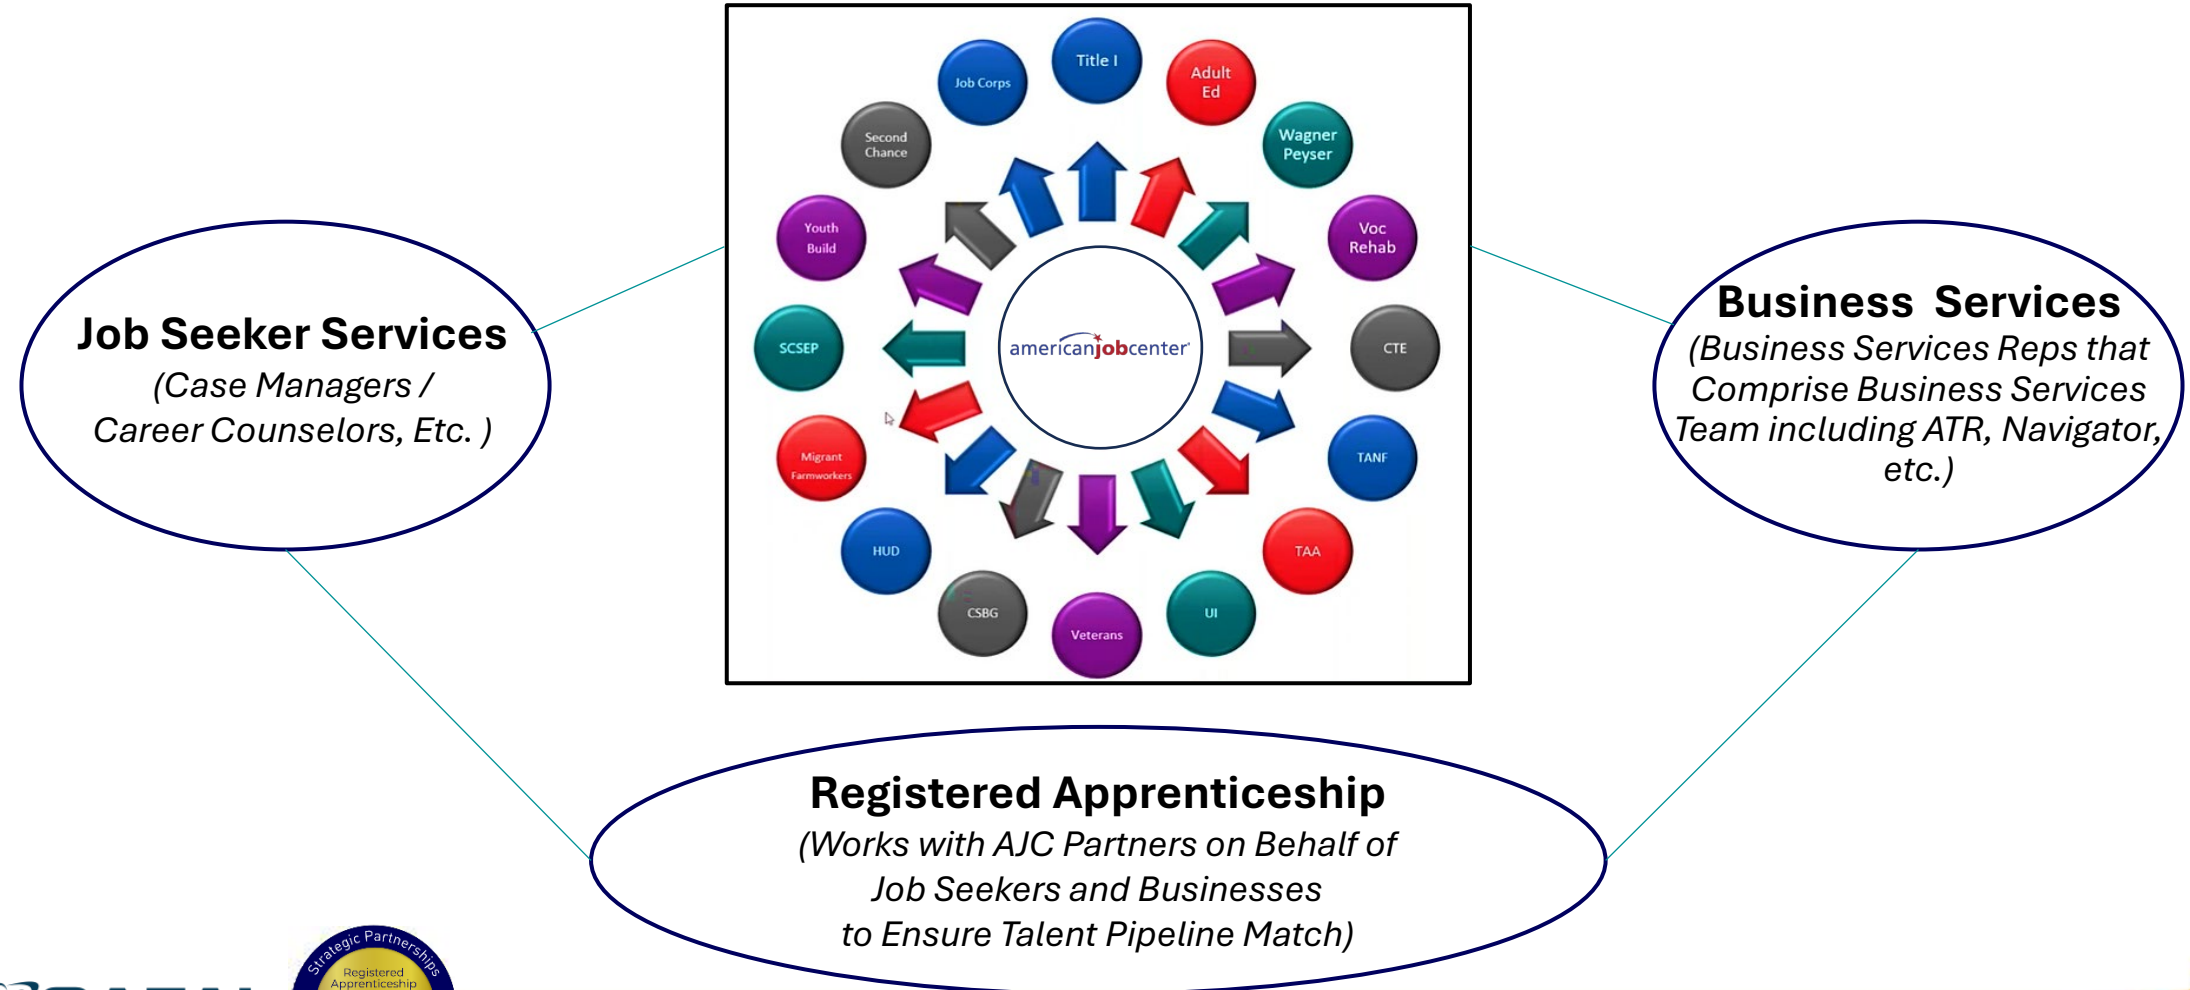 Title I
Job Corps
Adult
Ed
Second
Chance
Wagner
Peyser
Youth
Build
Voc
Rehab
SCSEP
americanjobcenter
CTE
Migrant
Farmworkers
TANF
HUD
TAA
CSBG
UI
Veterans
Job Seeker Services
(Case Managers /
Career Counselors, Etc. )
Business Services
(Business Services Reps that
Comprise Business Services
Team including ATR, Navigator,
etc.)
Registered Apprenticeship
(Works with AJC Partners on Behalf of
Job Seekers and Businesses
to Ensure Talent Pipeline Match)
Strategic Partnerships
Registered
Apprenticeship